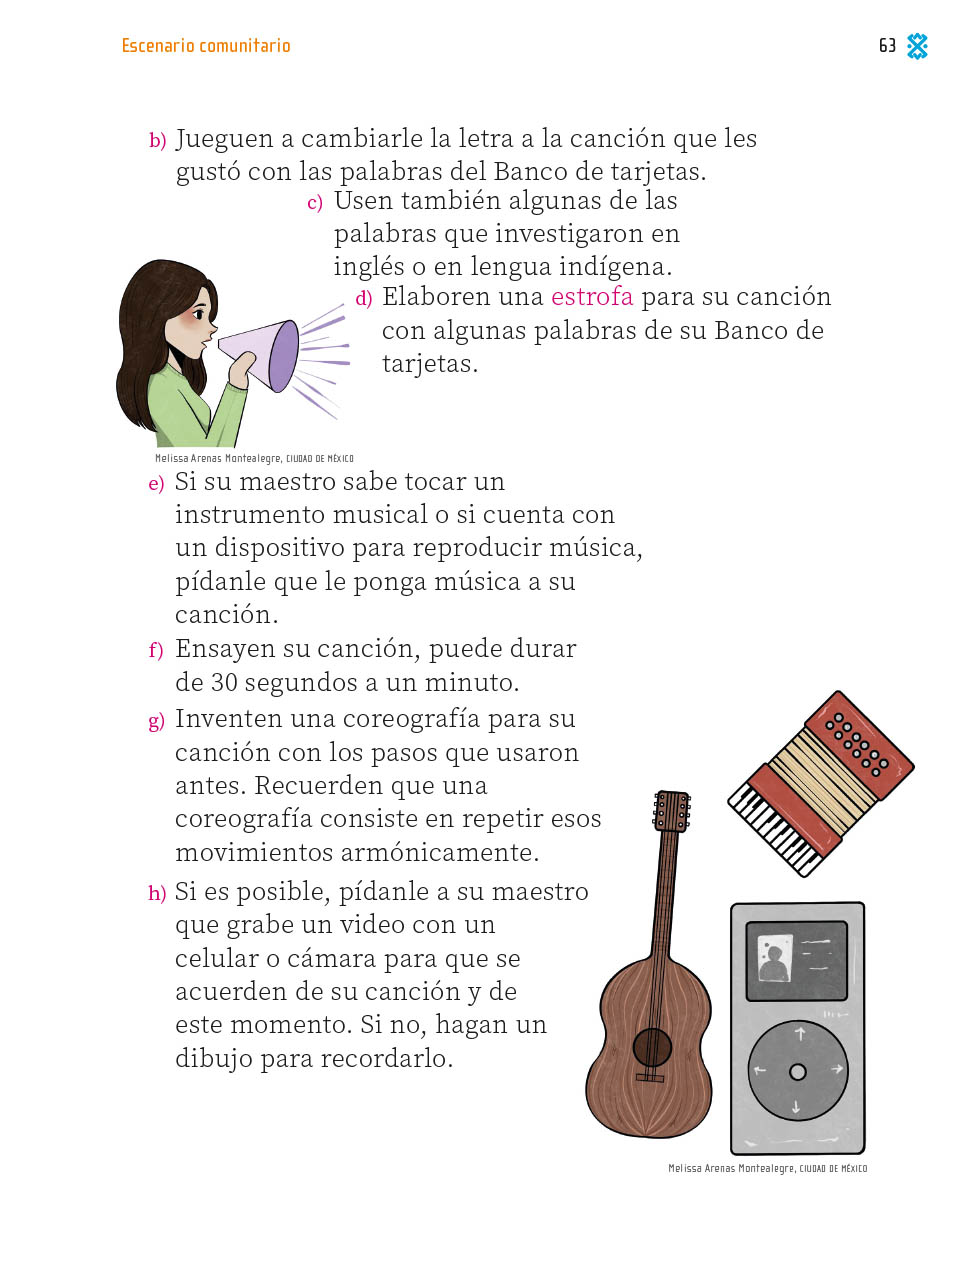 Escenario comunitario
63
b) Jueguen a cambiarle la letra a la canción que les
gustó con las palabras del Banco de tarjetas.
c) Usen también algunas de las
palabras que investigaron en
inglés o en lengua indígena.
d) Elaboren una estrofa para su canción
con algunas palabras de su Banco de
tarjetas.
Melissa Arenas Montealegre, CIUDAD DE MÉXICO
e) Si su maestro sabe tocar un
instrumento musical o si cuenta con
un dispositivo para reproducir música,
pídanle que le ponga música a su
canción.
f) Ensayen su canción, puede durar
de 30 segundos a un minuto.
g) Inventen una coreografía para su
canción con los pasos que usaron
antes. Recuerden que una
coreografía consiste en repetir esos
movimientos armónicamente.
h) Si es posible, pídanle a su maestro
que grabe un video con un
celular o cámara para que se
acuerden de su canción y de
este momento. Si no, hagan un
dibujo para recordarlo.
Melissa Arenas Montealegre, CIUDAD DE MÉXICO